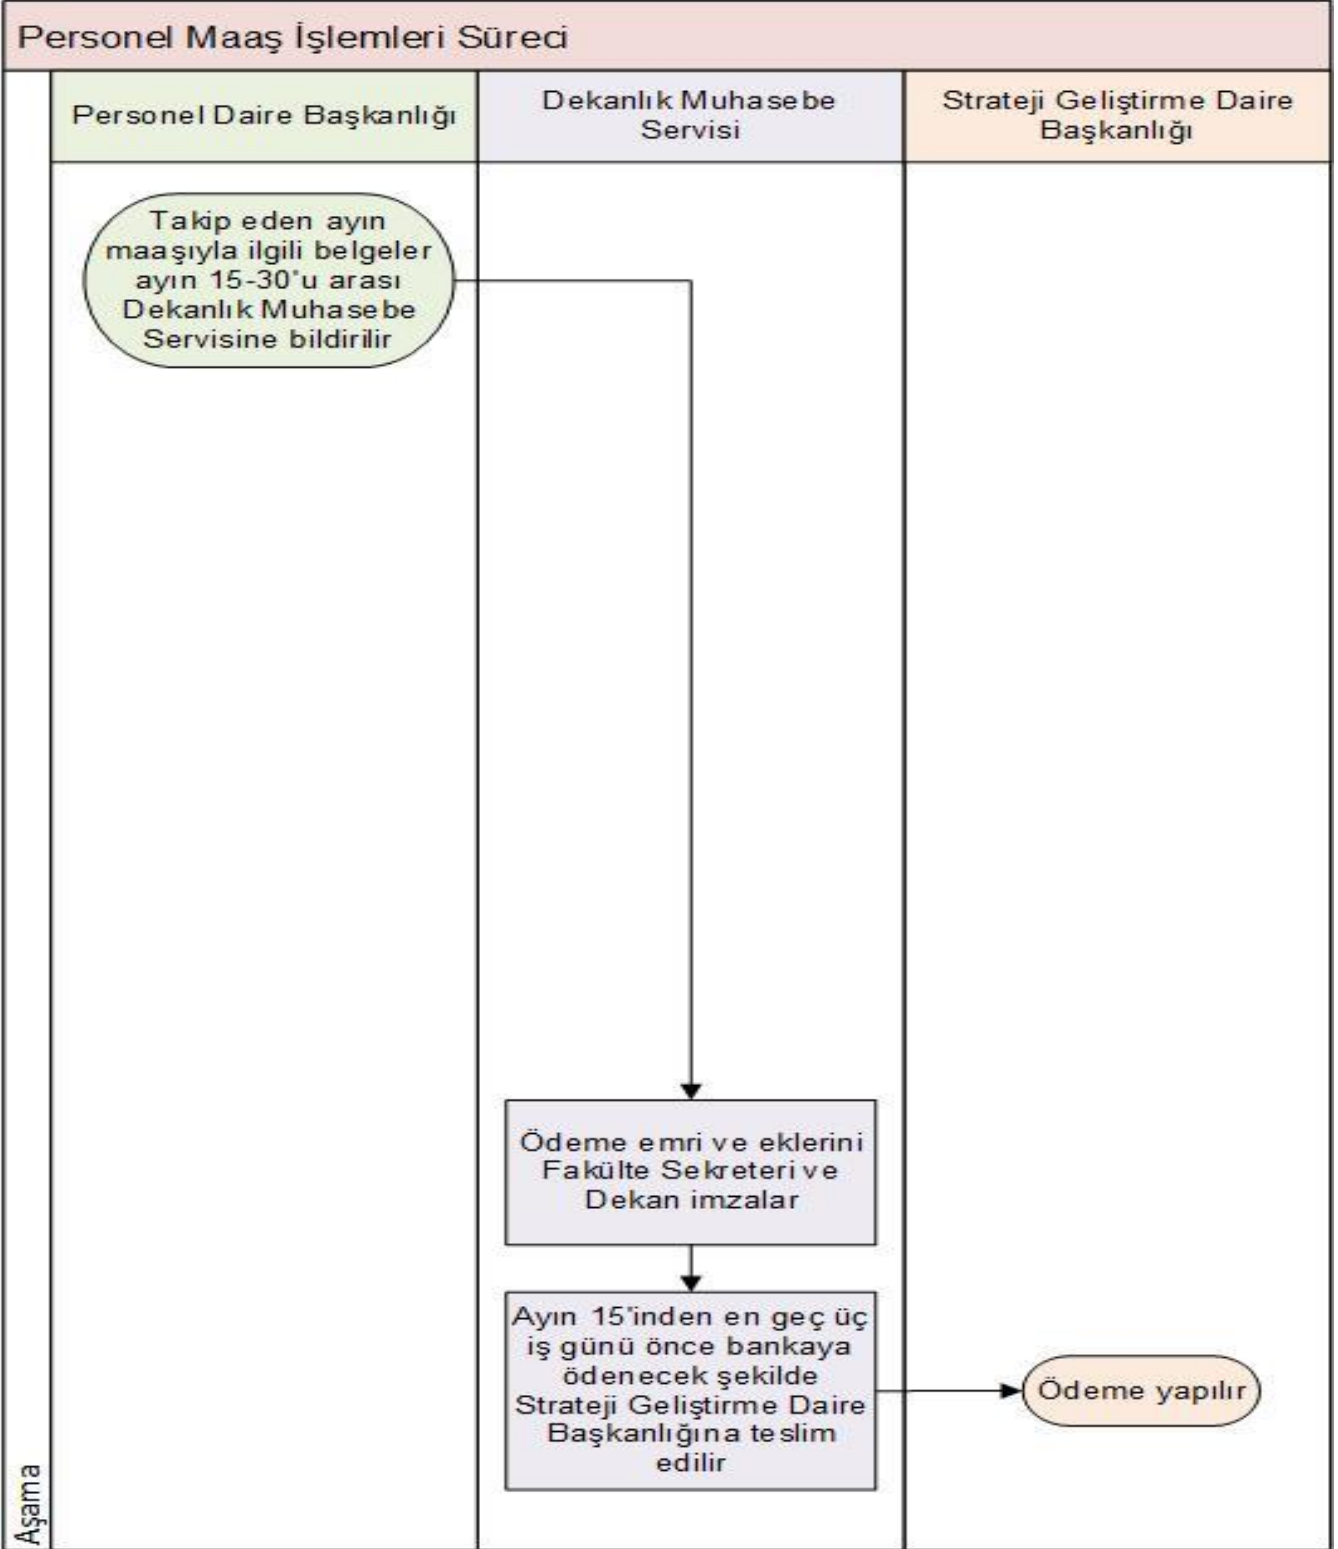 Personel Maaş İşlemleri Süreci
Personel Daire Başkanlığı
Dekanlık Muhasebe
Servisi
Strateji Geliştirme Daire
Başkanlığı
Takip eden ayın
maaşıyla ilgili belgeler
ayın 15-30'u arası
Dekanlık Muhasebe
Servisine bildirilir
Ödeme emri ve eklerini
Fakülte Sekreteri ve
Dekan imzalar
Ayın 15'inden en geç üç
iş günü önce bankaya
ödenecek şekilde
Strateji Geliştirme Daire
Başkanlığına teslim
edilir
Ödeme yapılır
Aşama